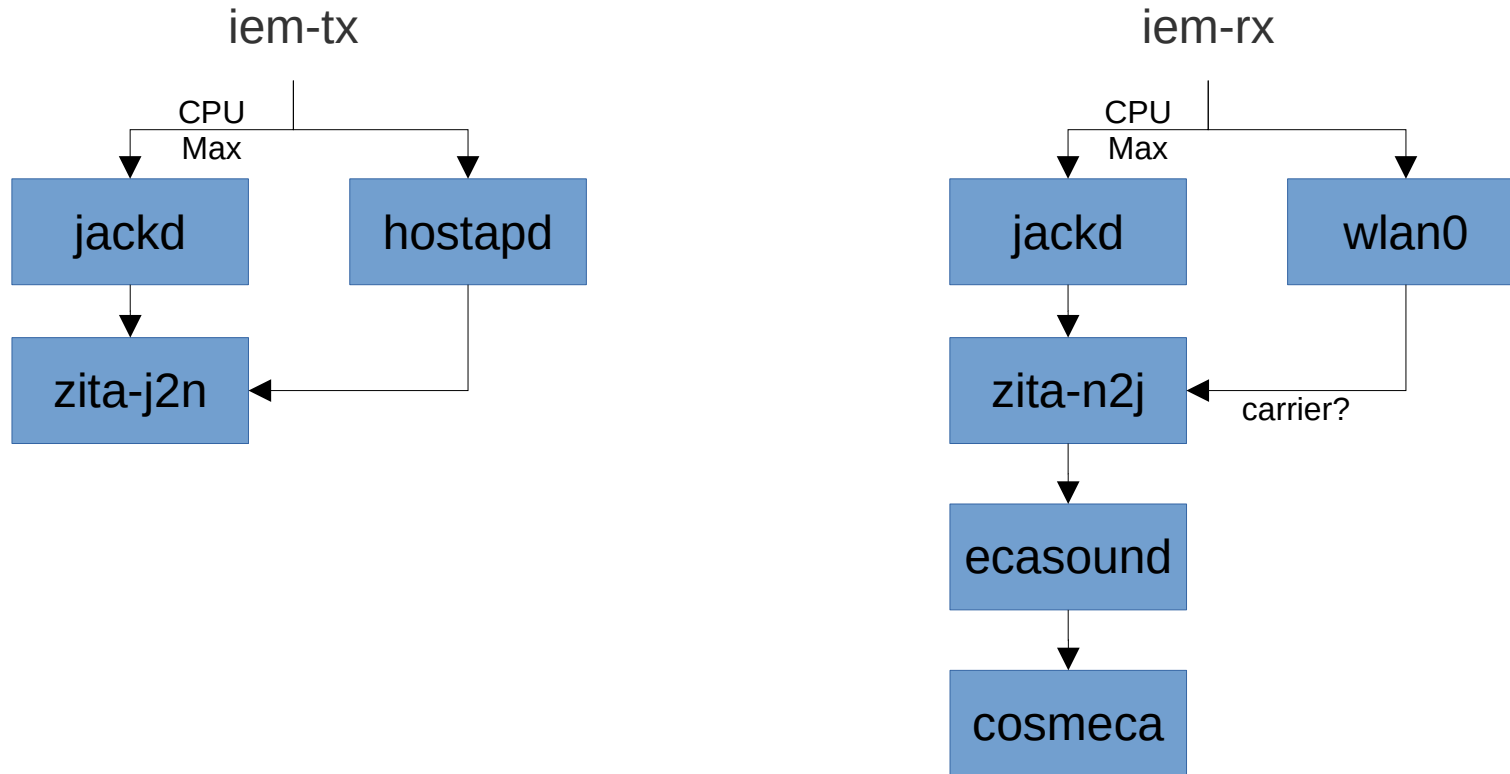 iem-tx
CPU
Max
jackd
hostapd
zita-j2n
iem-rx
CPU
Max
jackd
wlan0
zita-n2j
carrier?
ecasound
cosmeca